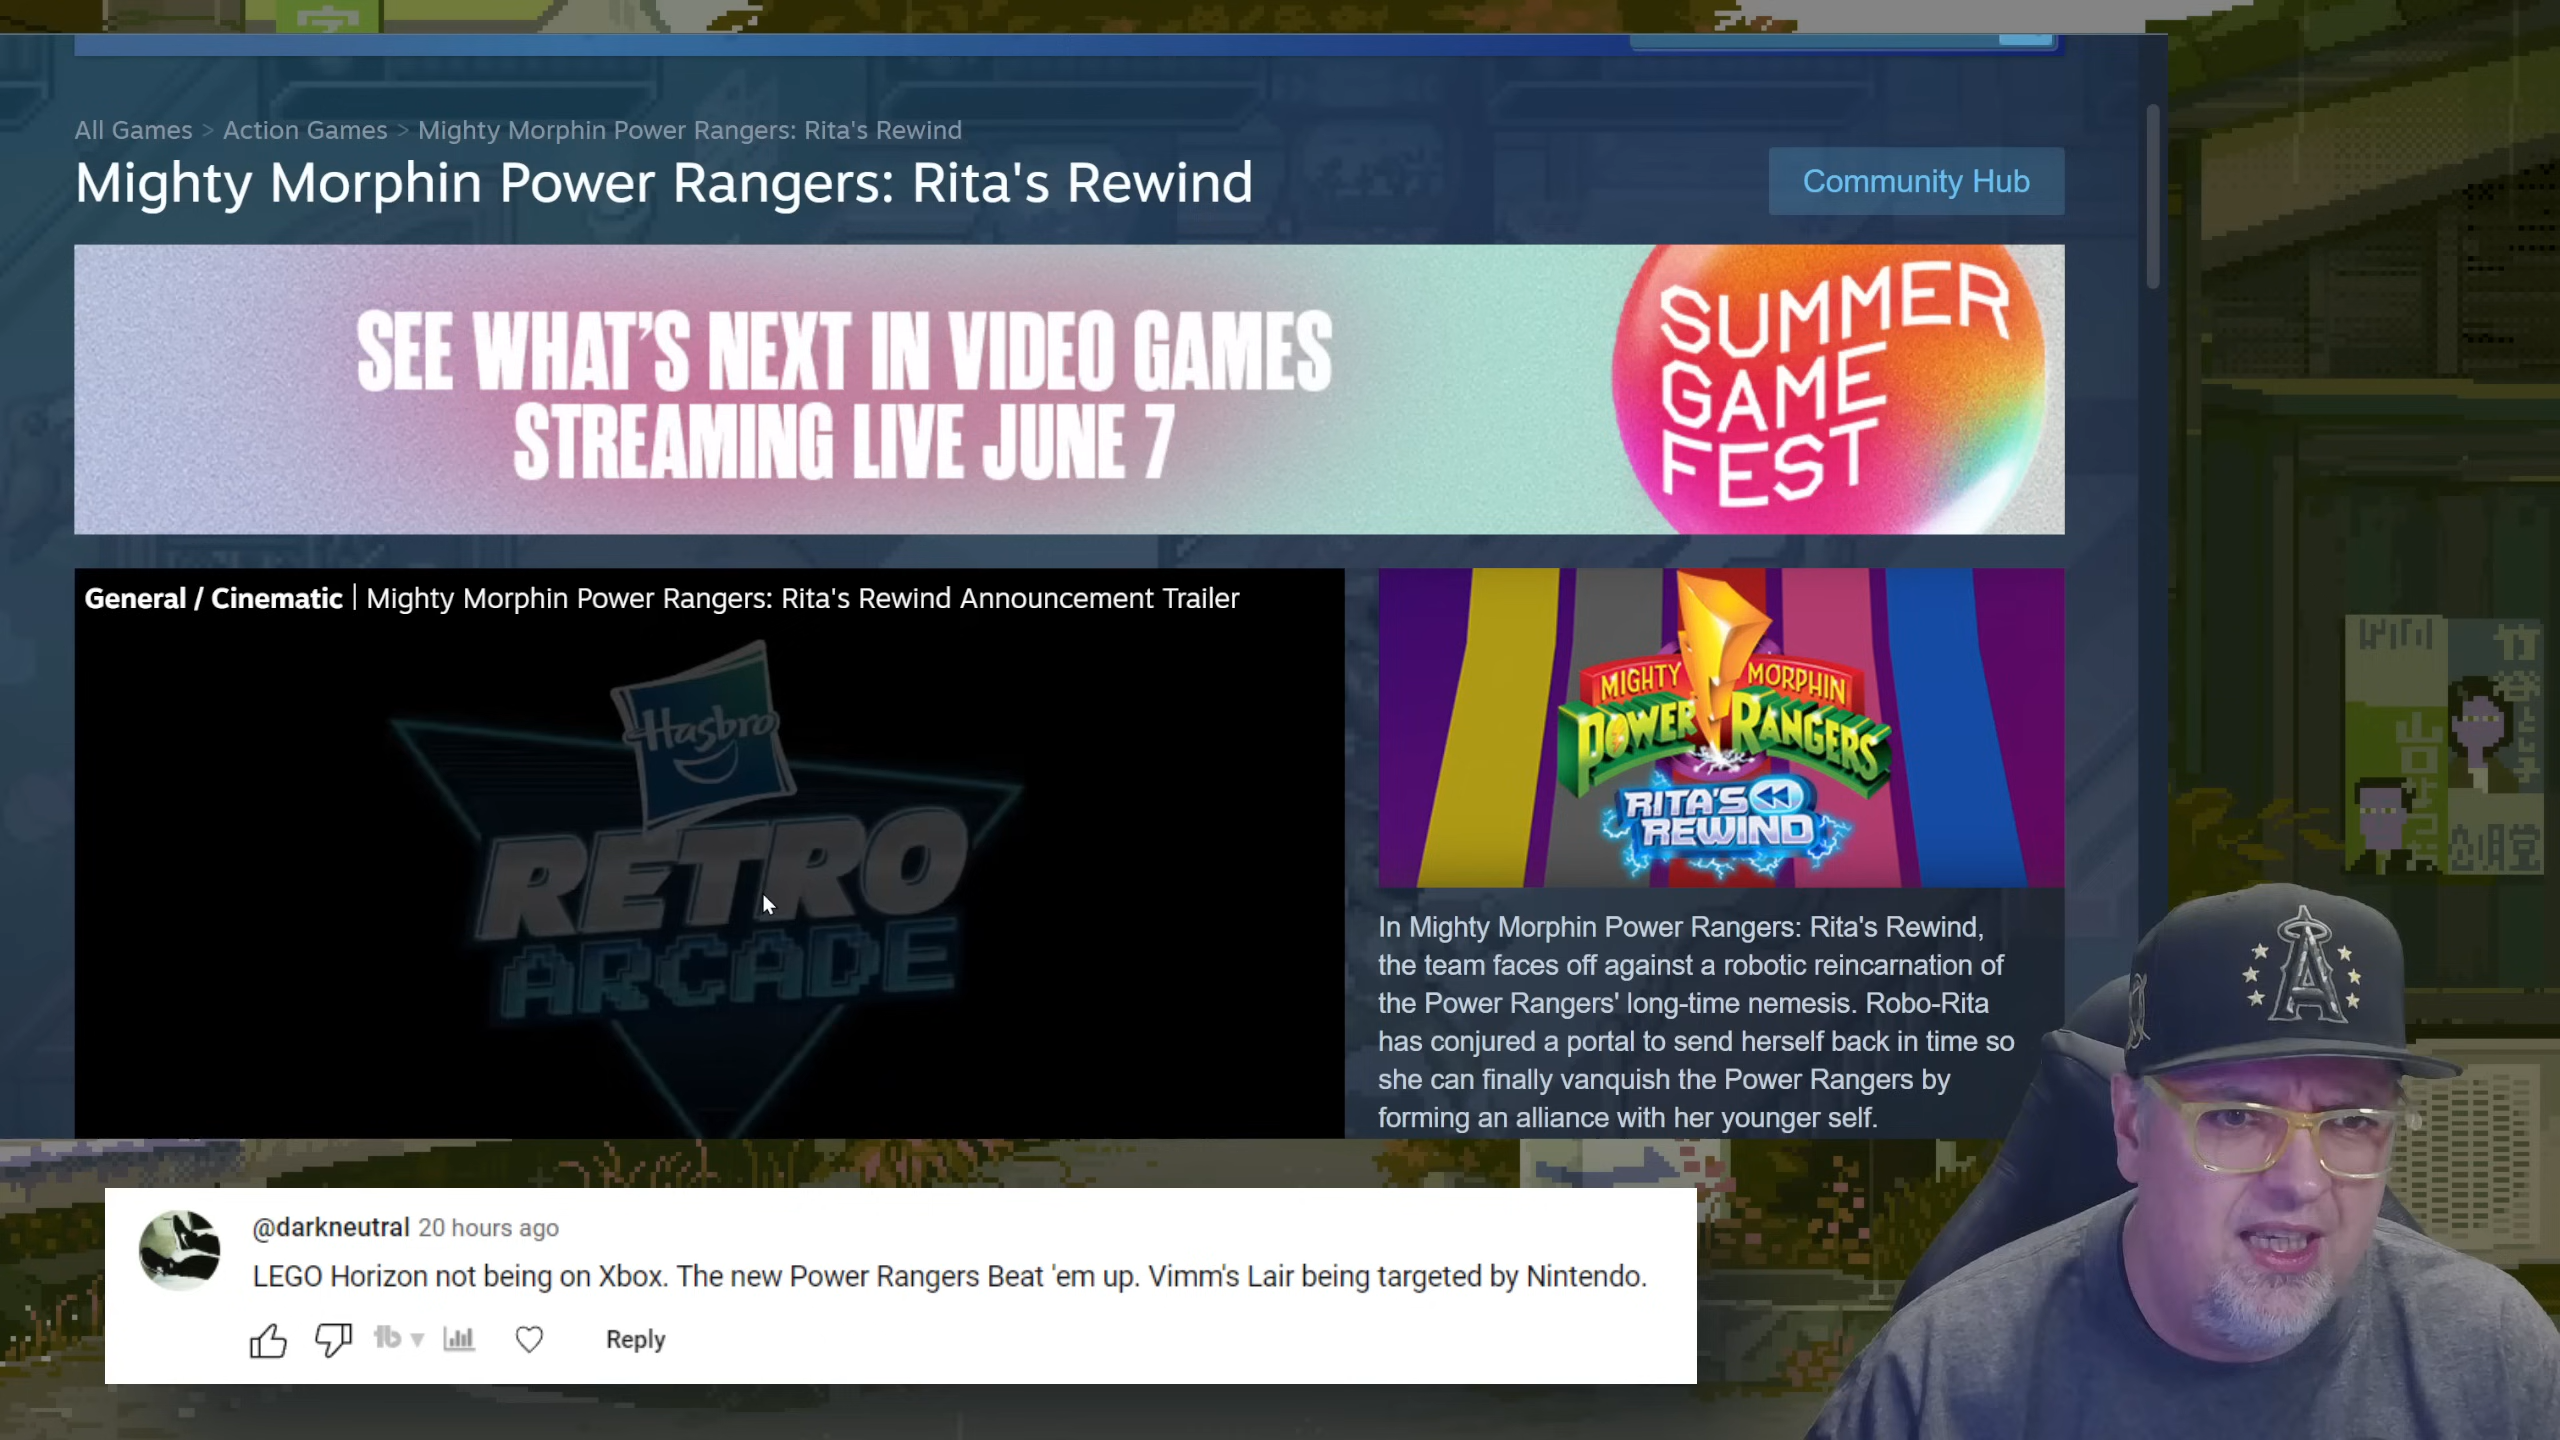 All Games > Action Games > Mighty Morphin Power Rangers: Rita's Rewind
Mighty Morphin Power Rangers: Rita's Rewind
Community Hub
SEE WHAT'S NEXT IN VIDEO GAMES
STREAMING LIVE JUNE 7
SUMMER
GAME
FEST
General / Cinematic | Mighty Morphin Power Rangers: Rita's Rewind Announcement Trailer
Hasbro
RETRO
ARCADE
MIGHTY MORPHIN
POWER RANGERS
RITA'S
REWIND
In Mighty Morphin Power Rangers: Rita's Rewind,
the team faces off against a robotic reincarnation of
the Power Rangers' long-time nemesis. Robo-Rita
has conjured a portal to send herself back in time so
she can finally vanquish the Power Rangers by
forming an alliance with her younger self.
A
@darkneutral 20 hours ago
LEGO Horizon not being on Xbox. The new Power Rangers Beat 'em up. Vimm's Lair being targeted by Nintendo.
tb
Reply